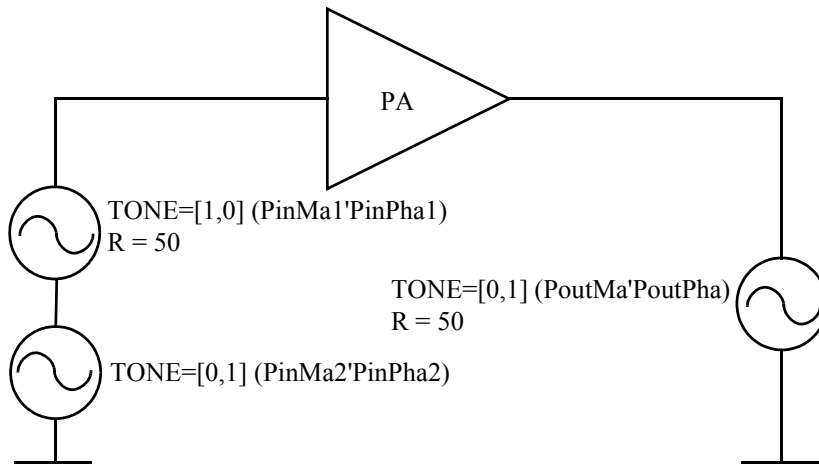 PA
TONE=[1,0] (PinMa1'PinPha1)
R = 50
TONE=[0,1] (PoutMa'PoutPha)
R = 50
TONE=[0,1] (PinMa2'PinPha2)